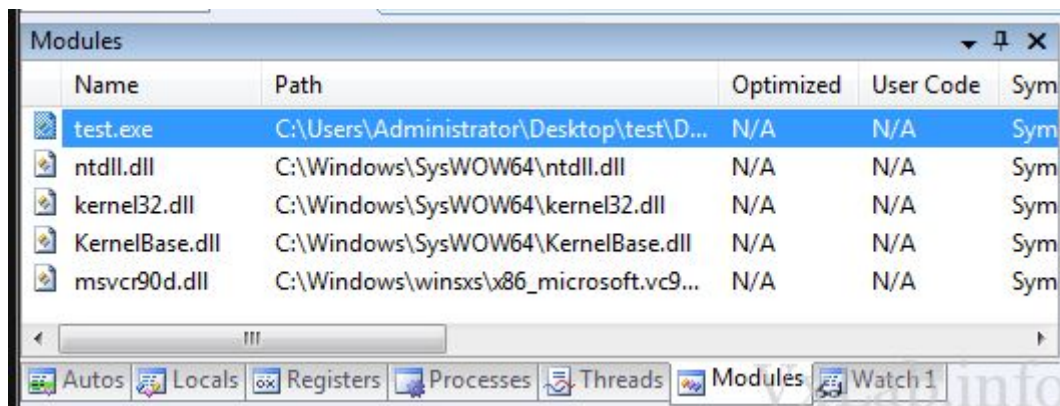 Modules
Name Path Optimized User Code Sym
test.exe C:\Users\Administrator\Desktop\test\D... N/A N/A Sym
ntdll.dll C:\Windows\SysWOW64\ntdll.dll N/A N/A Sym
kernel32.dll C:\Windows\SysWOW64\kernel32.dll N/A N/A Sym
KernelBase.dll C:\Windows\SysWOW64\KernelBase.dll N/A N/A Sym
msvcr90d.dll C:\Windows\winsxs\x86_microsoft.vc9... N/A N/A Sym
Autos Locals Registers Processes Threads Modules Watch 1